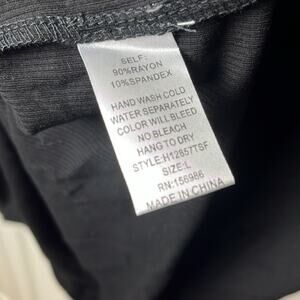 SELF:
90%RAYON
10%SPANDEX
HAND WASH COLD
WATER SEPARATELY
COLOR WILL BLEED
NO BLEACH
HANG TO DRY
STYLE:H12857TSF
SIZE:L
RN:156986
MADE IN CHINA